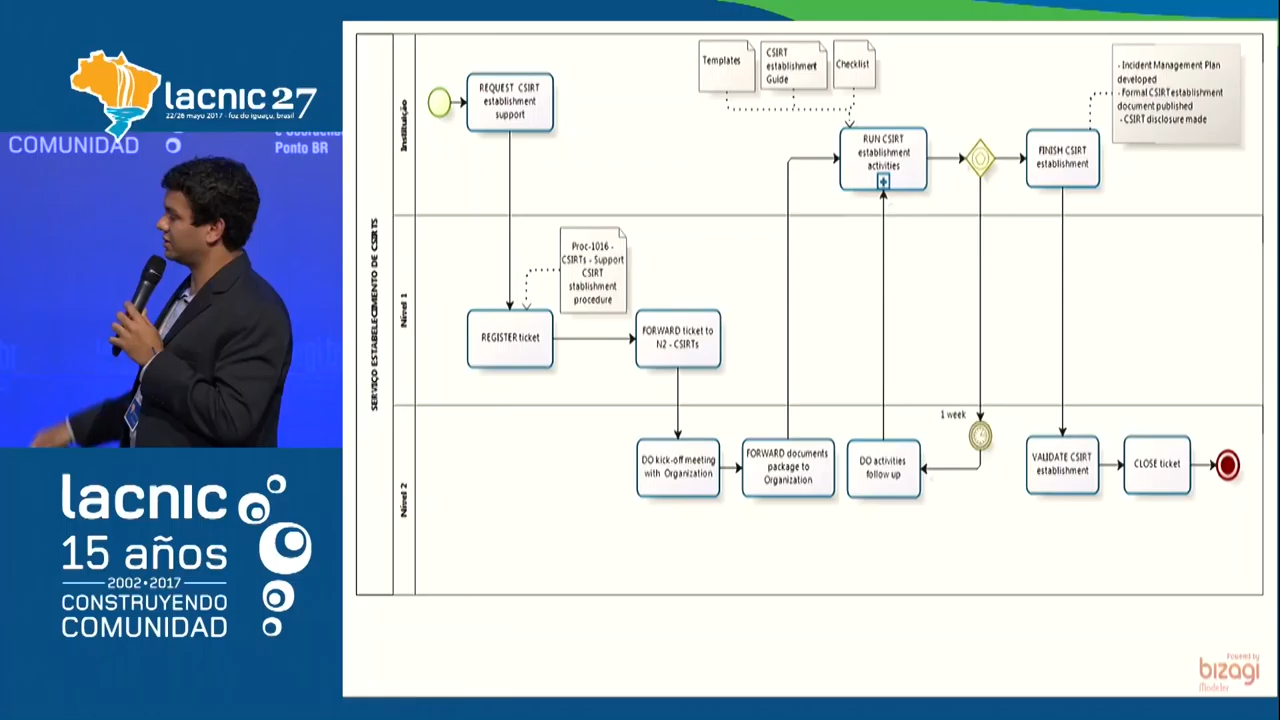 lacnic 27
22/26 mayo 2017 - foz do iguaçu, brasil
COMUNIDAD
Ponto BR
lacnic
15 años
2002•2017
CONSTRUYENDO
COMUNIDAD
SERVIÇO ESTABELECIMENTO DE CSIRTS
Instituição
Nível 1
Nível 2
REQUEST CSIRT
establishment
support
Templates
CSIRT
establishment
Guide
Checklist
- Incident Management Plan
developed
- Formal CSIRT establishment
document published
- CSIRT disclosure made
RUN CSIRT
establishment
activities
FINISH CSIRT
establishment
Proc-1016 -
CSIRTs - Support
CSIRT
stablishment
procedure
REGISTER ticket
FORWARD ticket to
N2 - CSIRTs
1 week
DO kick-off meeting
with Organization
FORWARD documents
package to
Organization
DO activities
follow up
VALIDATE CSIRT
establishment
CLOSE ticket
Powered by
bizagi
Modeler